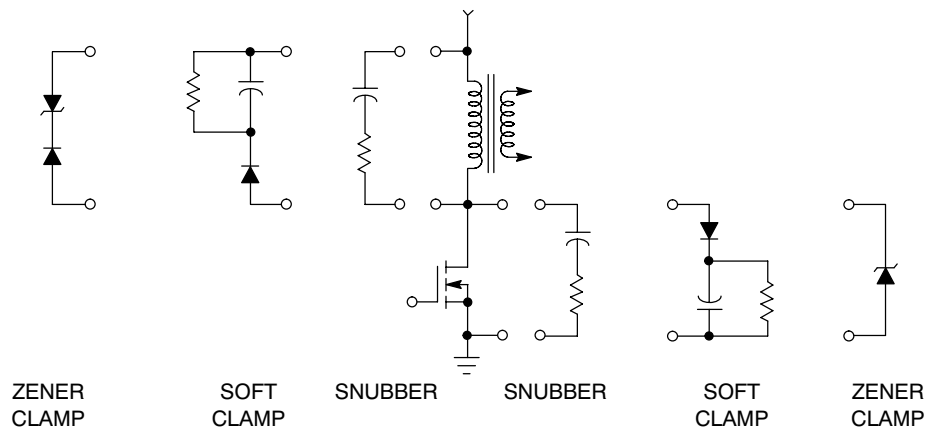 ZENER
CLAMP
SOFT
CLAMP
SNUBBER
SNUBBER
SOFT
CLAMP
ZENER
CLAMP